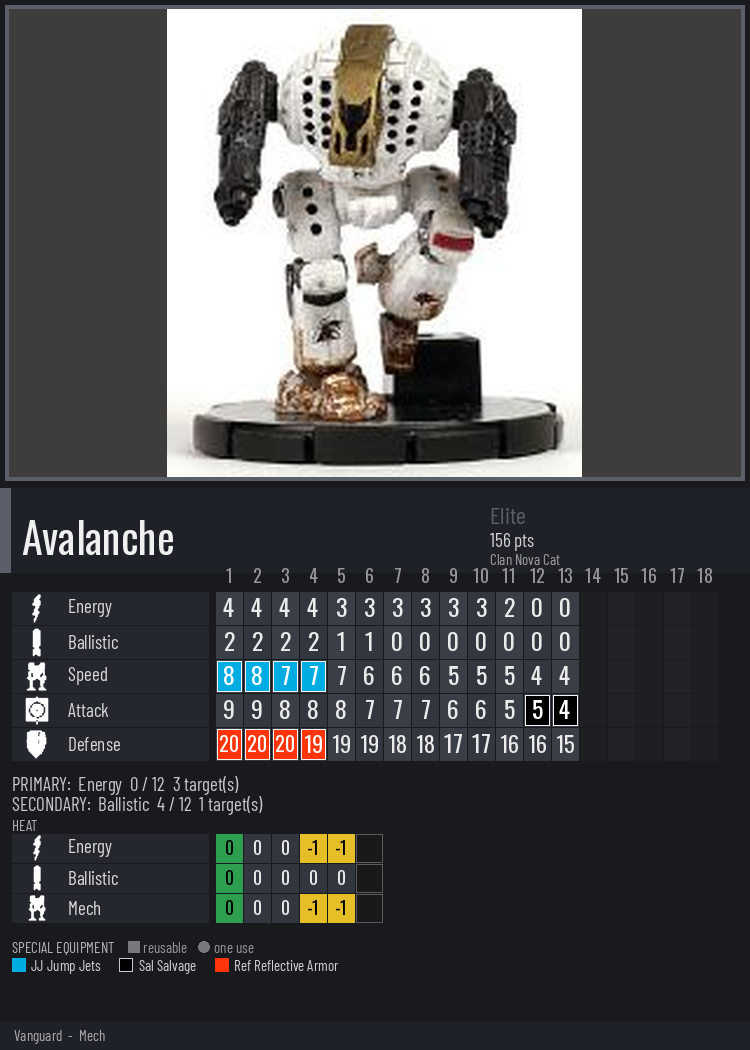 Avalanche
Elite
156 pts
Clan Nova Cat
1 2 3 4 5 6 7 8 9 10 11 12 13 14 15 16 17 18
Energy 4 4 4 4 3 3 3 3 3 3 2 0 0
Ballistic 2 2 2 2 1 1 0 0 0 0 0 0 0
Speed 8 8 7 7 7 6 6 6 5 5 5 4 4
Attack 9 9 8 8 8 7 7 7 6 6 5 5 4
Defense 20 20 20 19 19 19 18 18 17 17 16 16 15
PRIMARY: Energy 0 / 12 3 target(s)
SECONDARY: Ballistic 4 / 12 1 target(s)
HEAT
Energy 0 0 0 -1 -1
Ballistic 0 0 0 0 0
Mech 0 0 0 -1 -1
SPECIAL EQUIPMENT reusable one use
JJ Jump Jets Sal Salvage Ref Reflective Armor
Vanguard - Mech